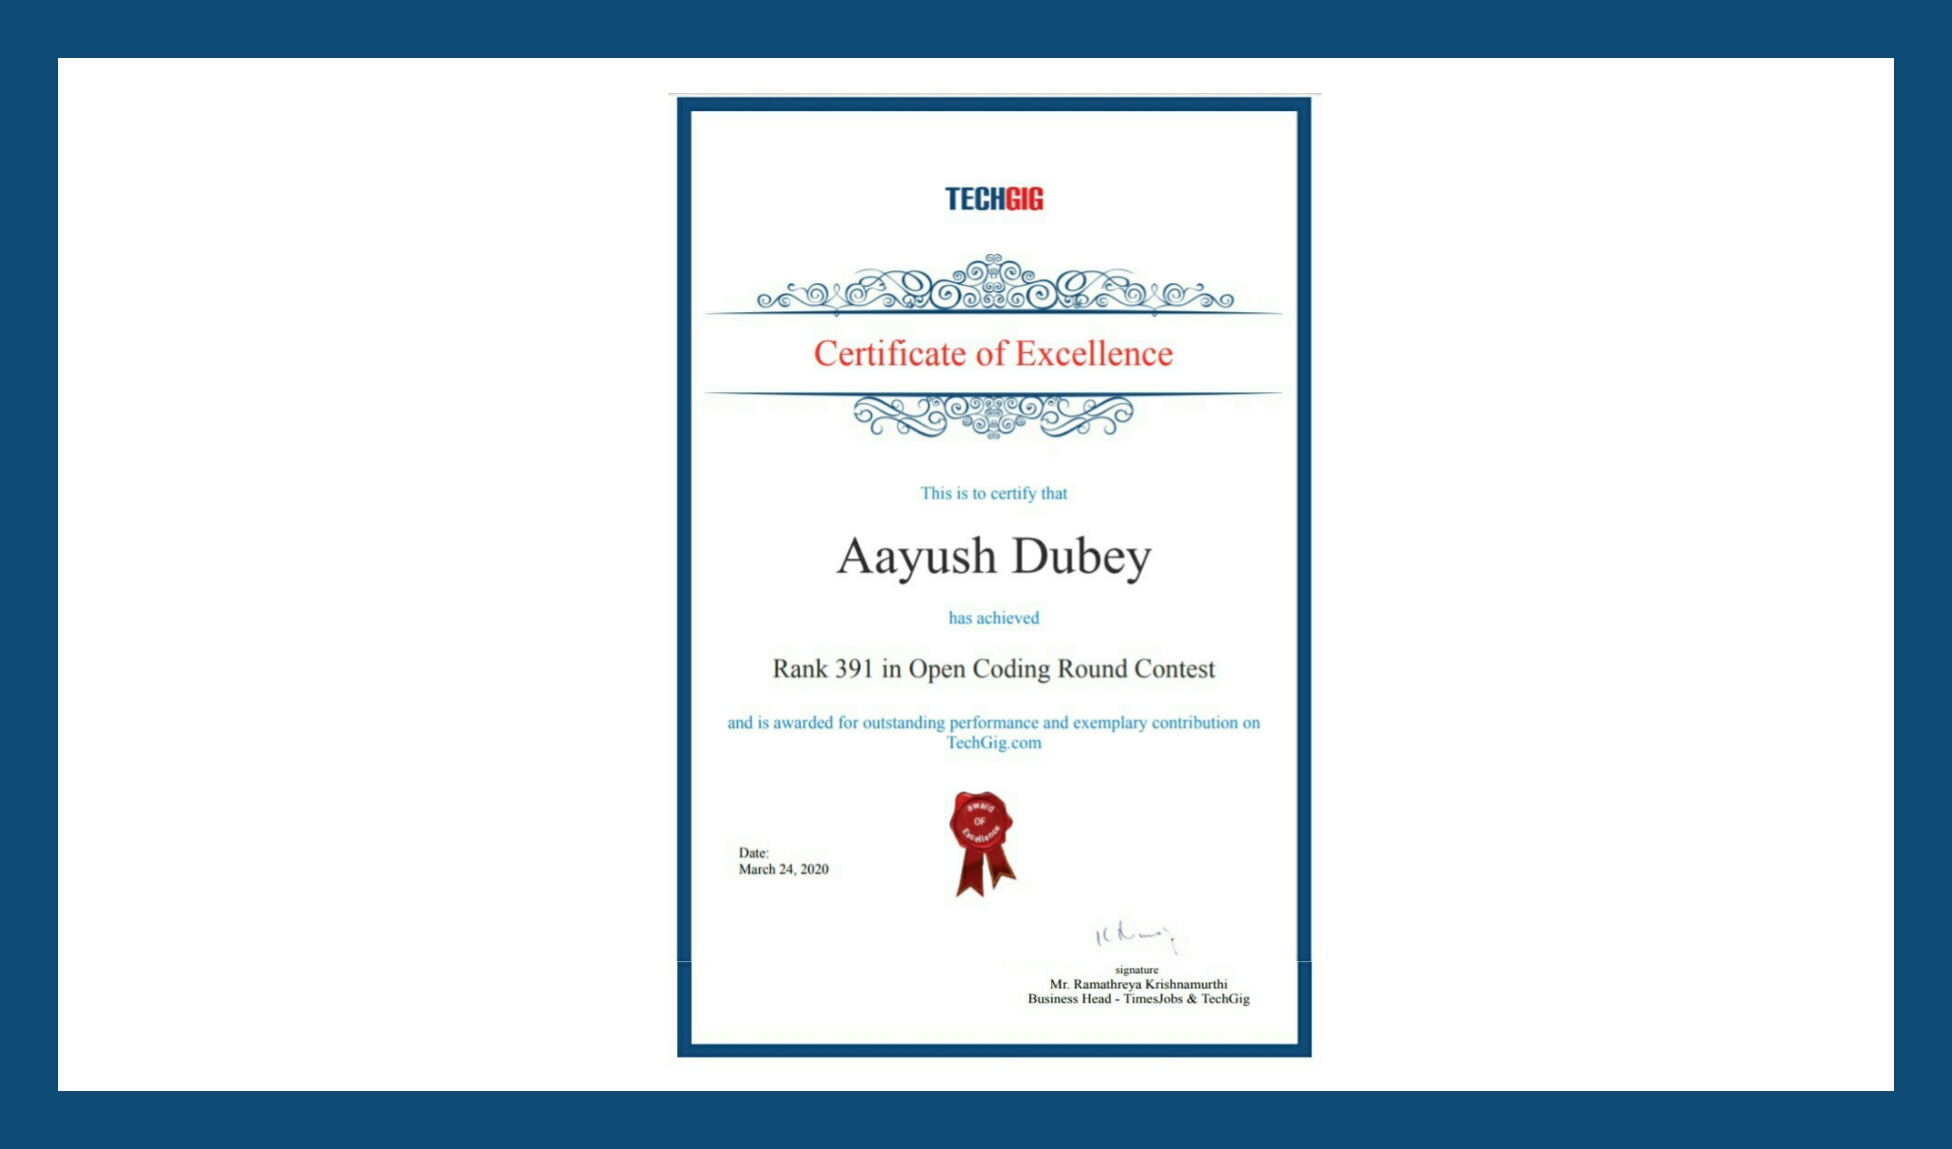 TECHGIG
Certificate of Excellence
This is to certify that
Aayush Dubey
has achieved
Rank 391 in Open Coding Round Contest
and is awarded for outstanding performance and exemplary contribution on
TechGig.com
award
OF
Excellence
Date:
March 24, 2020
signature
Mr. Ramathreya Krishnamurthi
Business Head - TimesJobs & TechGig